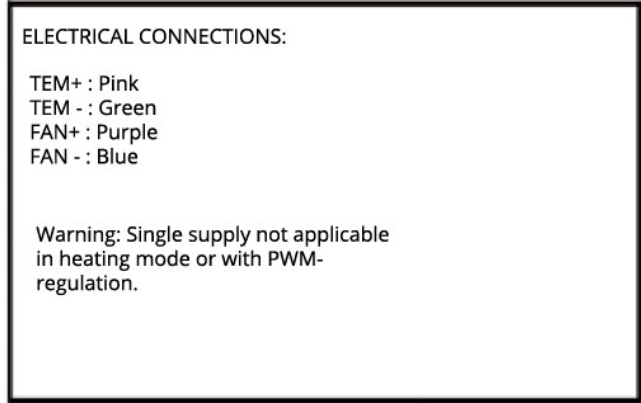 ELECTRICAL CONNECTIONS:
TEM+ : Pink
TEM - : Green
FAN+ : Purple
FAN - : Blue
Warning: Single supply not applicable
in heating mode or with PWM-
regulation.